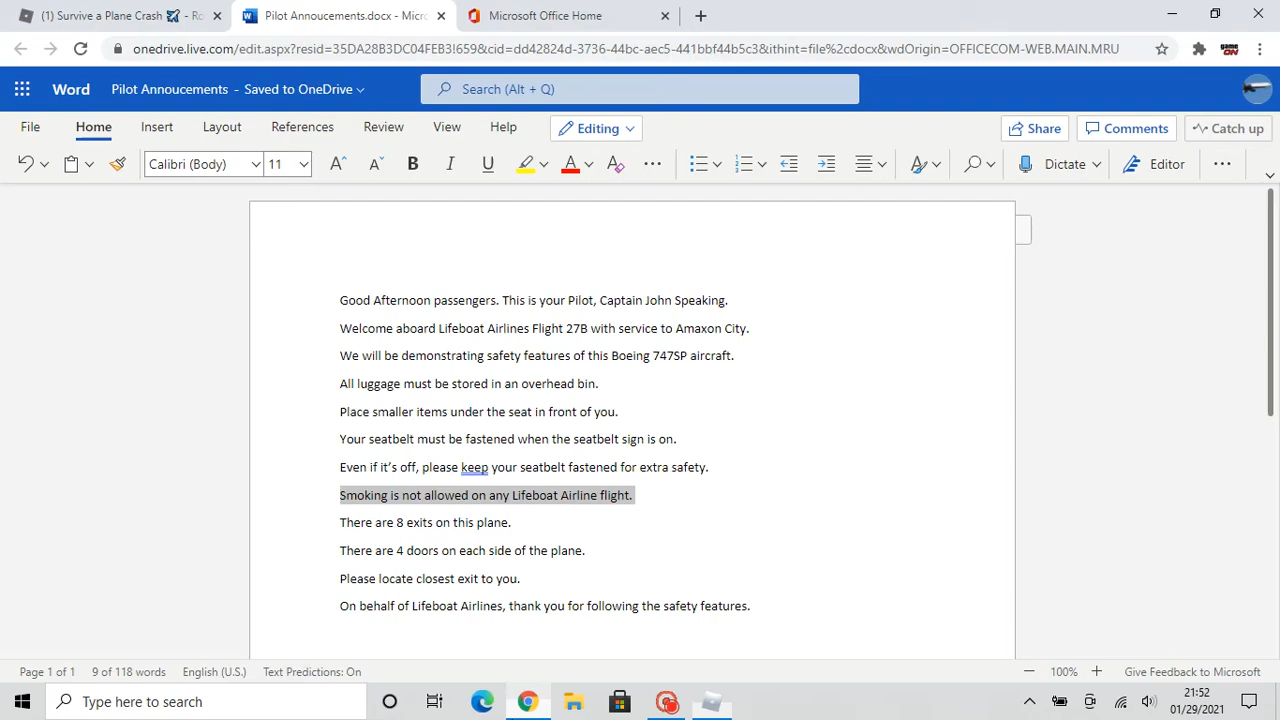 (1) Survive a Plane Crash - Ro
Pilot Annoucements.docx - Micro
Microsoft Office Home
onedrive.live.com/edit.aspx?resid=35DA28B3DC04FEB3!659&cid=dd42824d-3736-44bc-aec5-441bbf44b5c3&ithint=file%2cdocx&wdOrigin=OFFICECOM-WEB.MAIN.MRU
Word Pilot Annoucements - Saved to OneDrive Search (Alt + Q)
File Home Insert Layout References Review View Help Editing Share Comments Catch up
Calibri (Body) 11 B I U A Dictate Editor
Good Afternoon passengers. This is your Pilot, Captain John Speaking.
Welcome aboard Lifeboat Airlines Flight 27B with service to Amaxon City.
We will be demonstrating safety features of this Boeing 747SP aircraft.
All luggage must be stored in an overhead bin.
Place smaller items under the seat in front of you.
Your seatbelt must be fastened when the seatbelt sign is on.
Even if it's off, please keep your seatbelt fastened for extra safety.
Smoking is not allowed on any Lifeboat Airline flight.
There are 8 exits on this plane.
There are 4 doors on each side of the plane.
Please locate closest exit to you.
On behalf of Lifeboat Airlines, thank you for following the safety features.
Page 1 of 1 9 of 118 words English (U.S.) Text Predictions: On 100% Give Feedback to Microsoft
Type here to search
21:52
01/29/2021